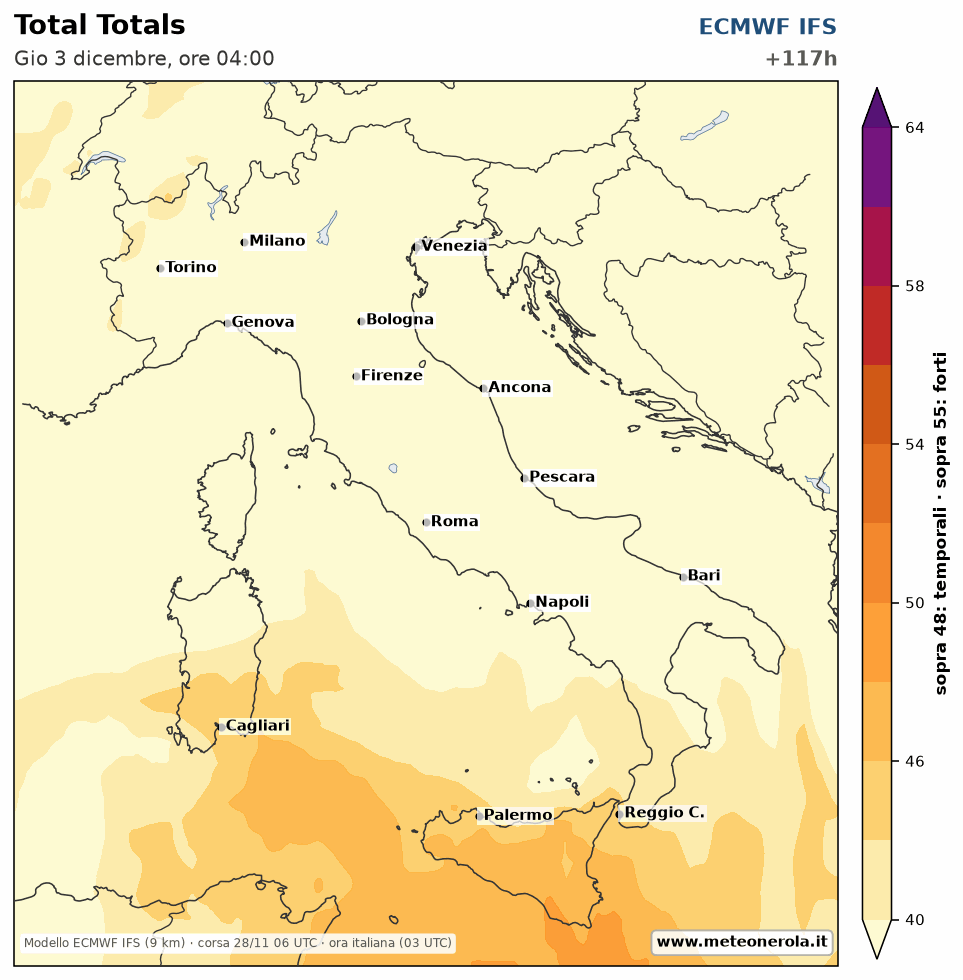 Total Totals
ECMWF IFS
Gio 3 dicembre, ore 04:00
+117h
64
58
54
50
46
40
sopra 48: temporali · sopra 55: forti
Milano
Venezia
Torino
Genova
Bologna
Firenze
Ancona
Pescara
Roma
Bari
Napoli
Cagliari
Palermo
Reggio C.
Modello ECMWF IFS (9 km) · corsa 28/11 06 UTC · ora italiana (03 UTC)
www.meteonerola.it